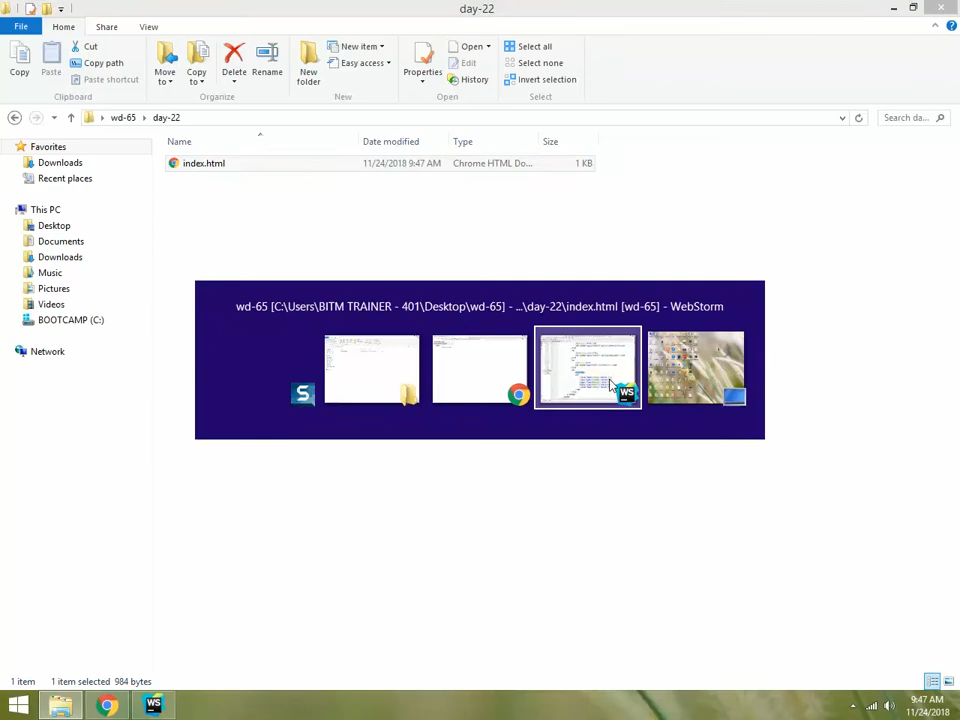 day-22
File
Home
Share
View
Copy
Paste
Cut
Copy path
Paste shortcut
Clipboard
Move to
Copy to
Delete
Rename
Organize
New folder
New item
Easy access
New
Properties
Open
Edit
History
Open
Select all
Select none
Invert selection
Select
wd-65
day-22
Search da...
Favorites
Downloads
Recent places
This PC
Desktop
Documents
Downloads
Music
Pictures
Videos
BOOTCAMP (C:)
Network
Name
Date modified
Type
Size
index.html
11/24/2018 9:47 AM
Chrome HTML Do...
1 KB
wd-65 [C:\Users\BITM TRAINER - 401\Desktop\wd-65] - ...\day-22\index.html [wd-65] - WebStorm
S
WS
1 item
1 item selected 984 bytes
WS
9:47 AM
11/24/2018